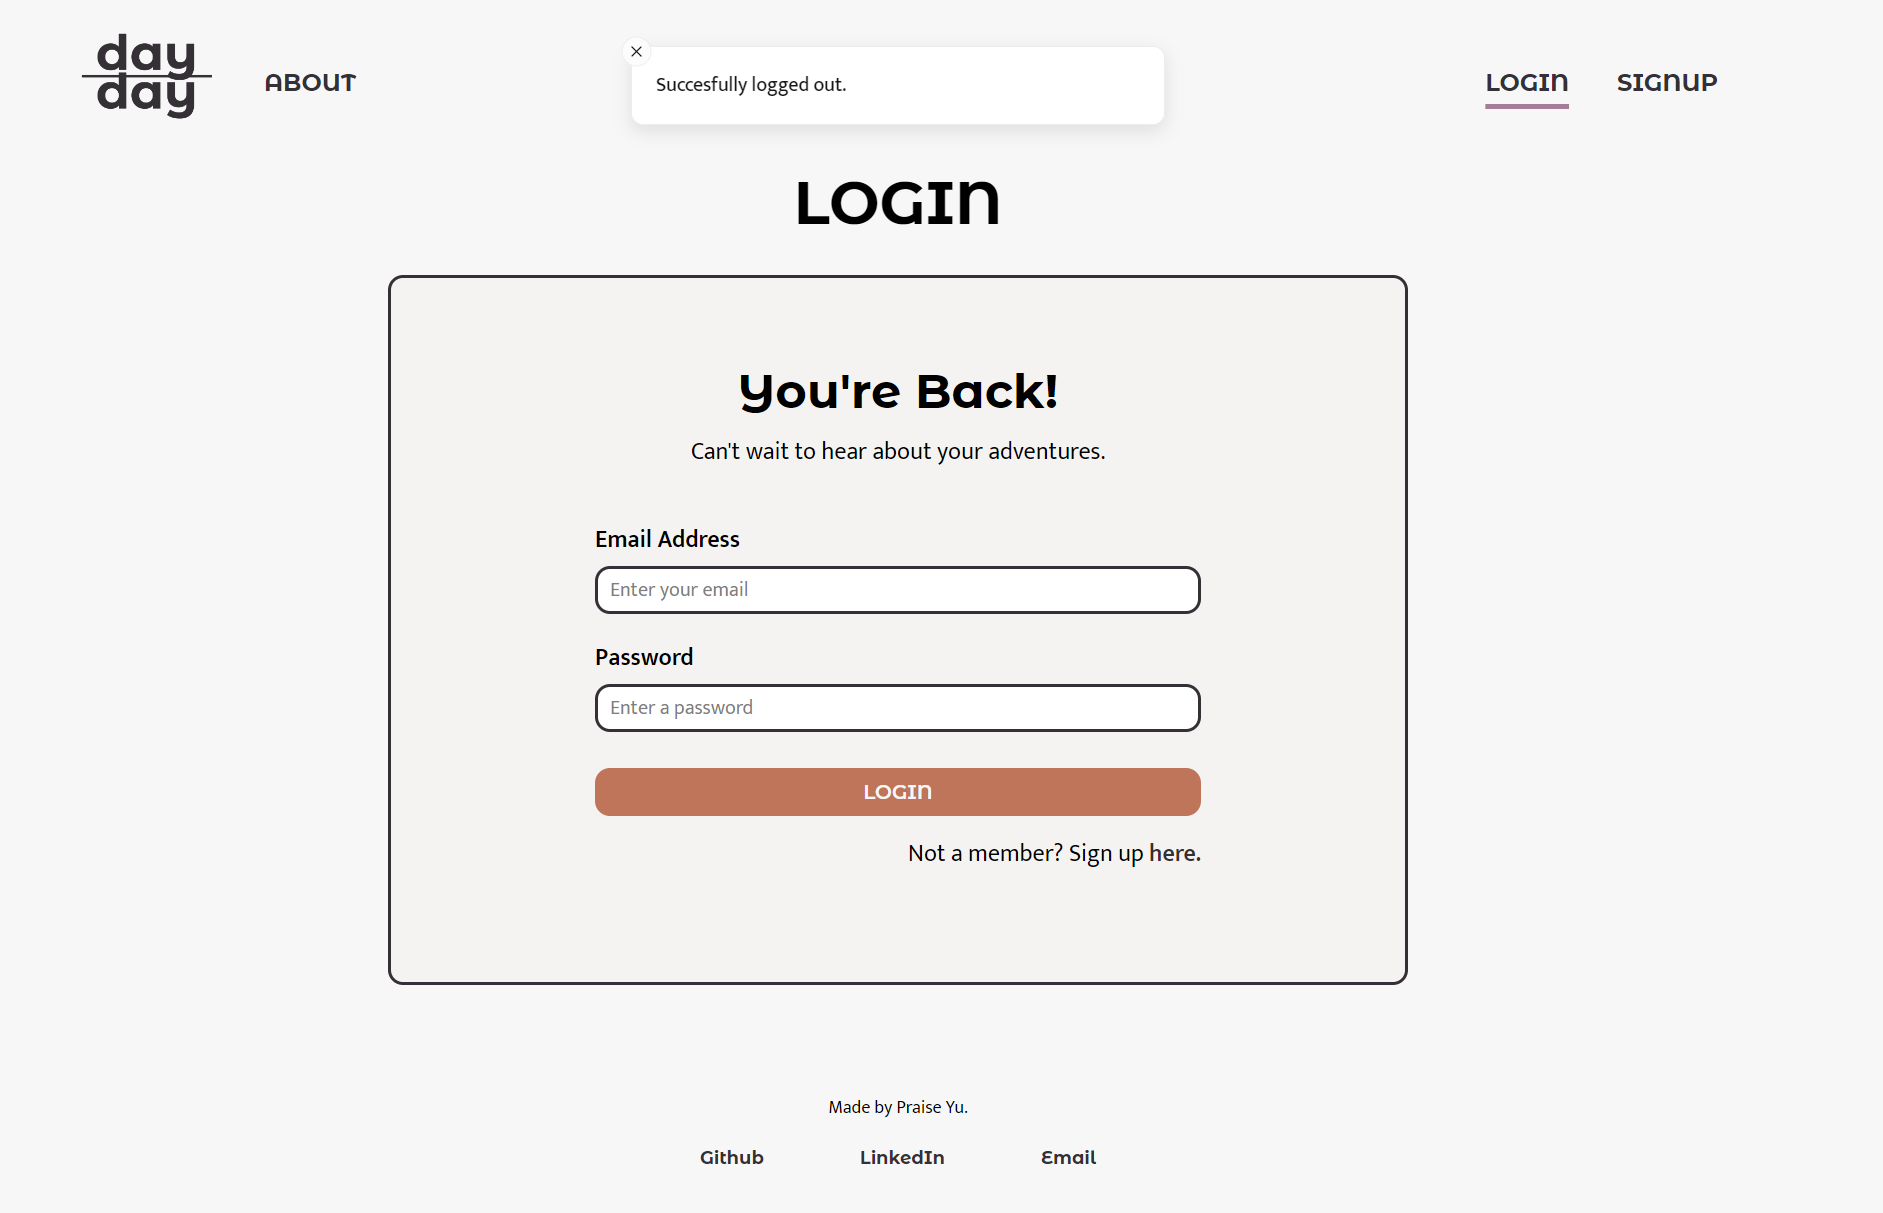 day
day
ABOUT
Succesfully logged out.
LOGIN
SIGNUP
LOGIN
You're Back!
Can't wait to hear about your adventures.
Email Address
Enter your email
Password
Enter a password
LOGIN
Not a member? Sign up here.
Made by Praise Yu.
Github
LinkedIn
Email